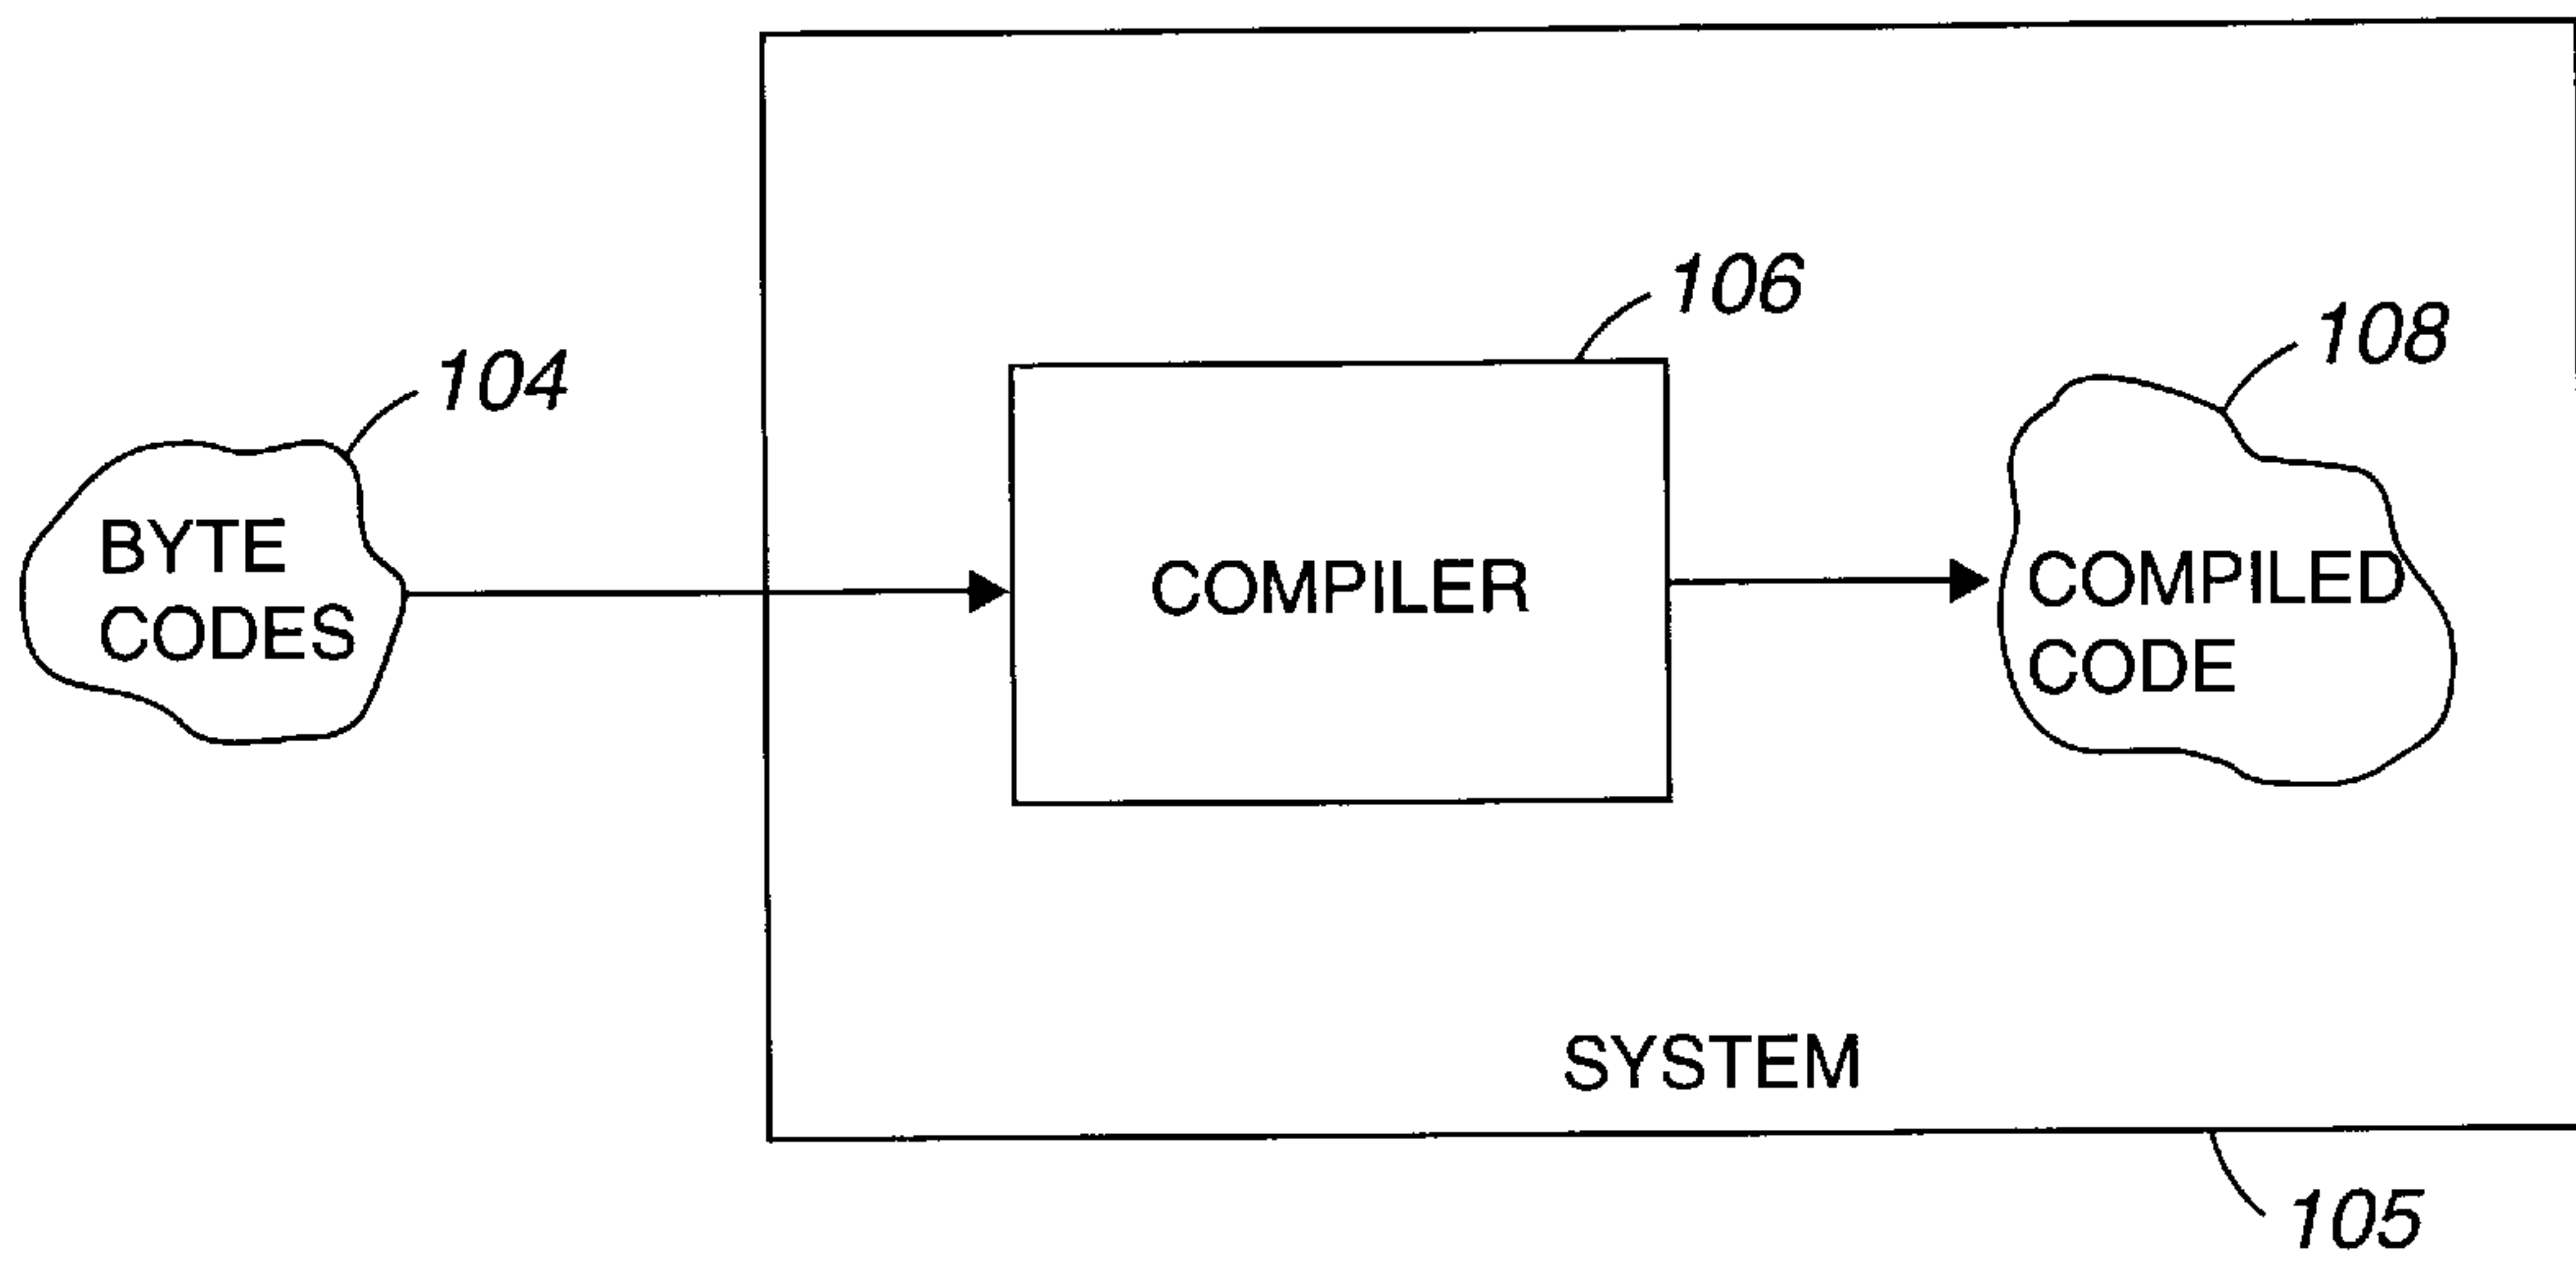 104
BYTE
CODES
106
COMPILER
108
COMPILED
CODE
SYSTEM
105